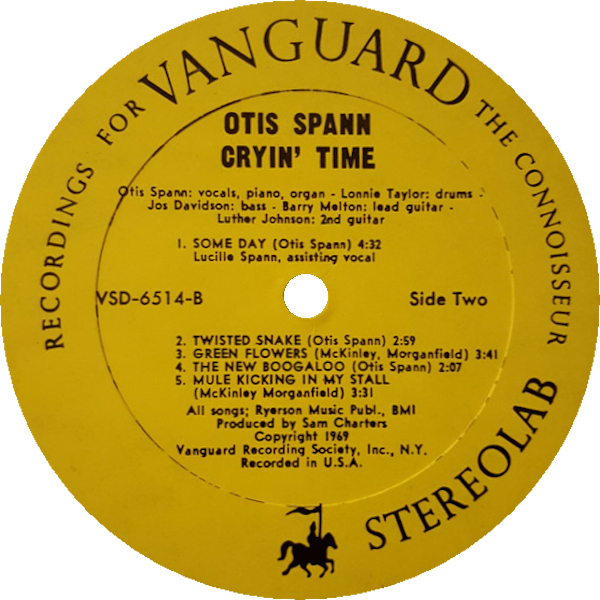 RECORDINGS FOR VANGUARD THE CONNOISSEUR
OTIS SPANN
CRYIN' TIME
Otis Spann: vocals, piano, organ - Lonnie Taylor: drums -
Jos Davidson: bass - Barry Melton: lead guitar -
Luther Johnson: 2nd guitar
1. SOME DAY (Otis Spann) 4:32
Lucille Spann, assisting vocal
VSD-6514-B
Side Two
2. TWISTED SNAKE (Otis Spann) 2:59
3. GREEN FLOWERS (McKinley, Morganfield) 3:41
4. THE NEW BOOGALOO (Otis Spann) 2:07
5. MULE KICKING IN MY STALL
(McKinley Morganfield) 3:31
All songs; Ryerson Music Publ., BMI
Produced by Sam Charters
Copyright 1969
Vanguard Recording Society, Inc., N.Y.
Recorded in U.S.A.
STEREOLAB